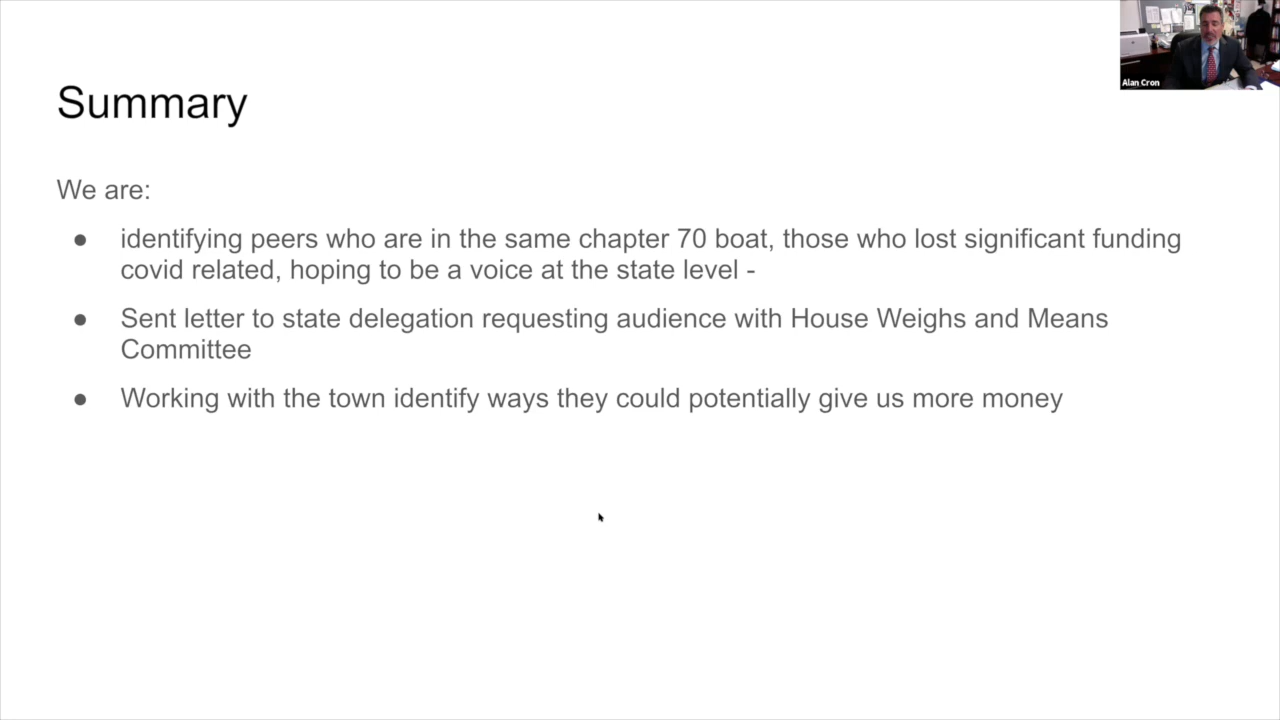 Alan Cron
Summary
We are:
● identifying peers who are in the same chapter 70 boat, those who lost significant funding
covid related, hoping to be a voice at the state level -
● Sent letter to state delegation requesting audience with House Weighs and Means
Committee
● Working with the town identify ways they could potentially give us more money